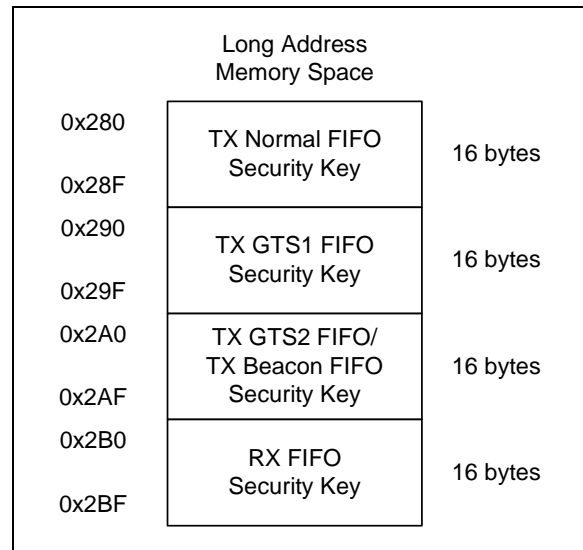 Long Address
Memory Space
0x280
TX Normal FIFO
Security Key
16 bytes
0x28F
0x290
TX GTS1 FIFO
Security Key
16 bytes
0x29F
0x2A0
TX GTS2 FIFO/
TX Beacon FIFO
Security Key
16 bytes
0x2AF
0x2B0
RX FIFO
Security Key
16 bytes
0x2BF